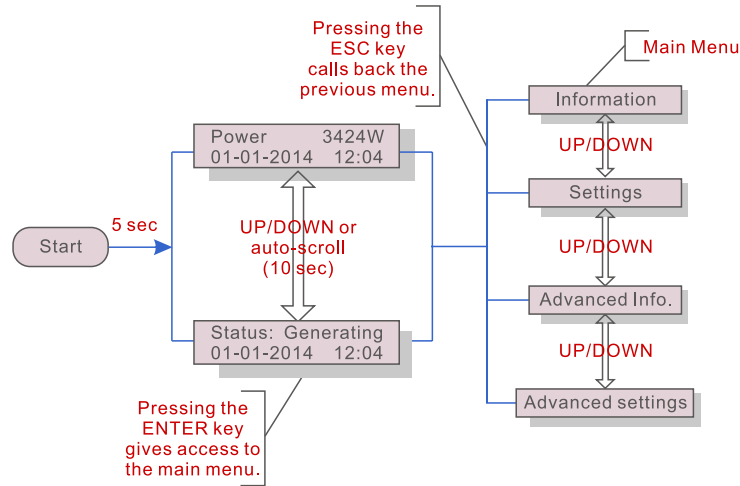 Pressing the
ESC key
calls back the
previous menu.
Main Menu
Information
UP/DOWN
Settings
UP/DOWN
Advanced Info.
UP/DOWN
Advanced settings
Power 3424W
01-01-2014 12:04
5 sec
Start
UP/DOWN or
auto-scroll
(10 sec)
Status: Generating
01-01-2014 12:04
Pressing the
ENTER key
gives access to
the main menu.